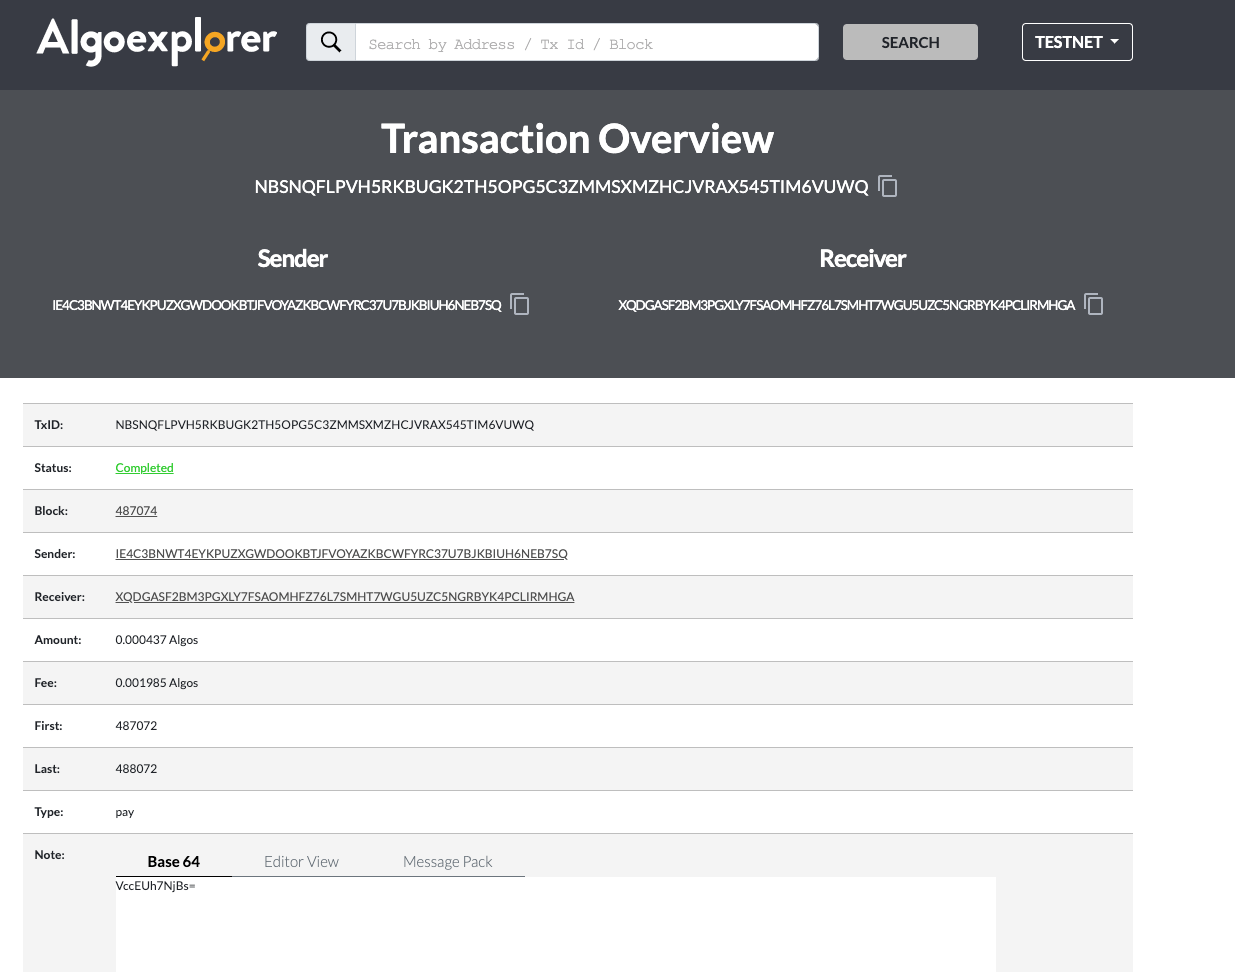 Algoexplorer
Search by Address / Tx Id / Block
SEARCH
TESTNET
Transaction Overview
NBSNQFLPVH5RKBUGK2TH5OPG5C3ZMMSXMZHCJVRAX545TIM6VUWQ
Sender
Receiver
IE4C3BNWT4EYKPUZXGWDOOKBTJFVOYAZKBCWFYRC37U7BJKBIUH6NEB7SQ
XQDGASF2BM3PGXLY7FSAOMHFZ76L7SMHT7WGU5UZC5NGRBYK4PCLIRMHGA
TxID: NBSNQFLPVH5RKBUGK2TH5OPG5C3ZMMSXMZHCJVRAX545TIM6VUWQ
Status: Completed
Block: 487074
Sender: IE4C3BNWT4EYKPUZXGWDOOKBTJFVOYAZKBCWFYRC37U7BJKBIUH6NEB7SQ
Receiver: XQDGASF2BM3PGXLY7FSAOMHFZ76L7SMHT7WGU5UZC5NGRBYK4PCLIRMHGA
Amount: 0.000437 Algos
Fee: 0.001985 Algos
First: 487072
Last: 488072
Type: pay
Note: Base 64 Editor View Message Pack
VccEUh7NjBs=